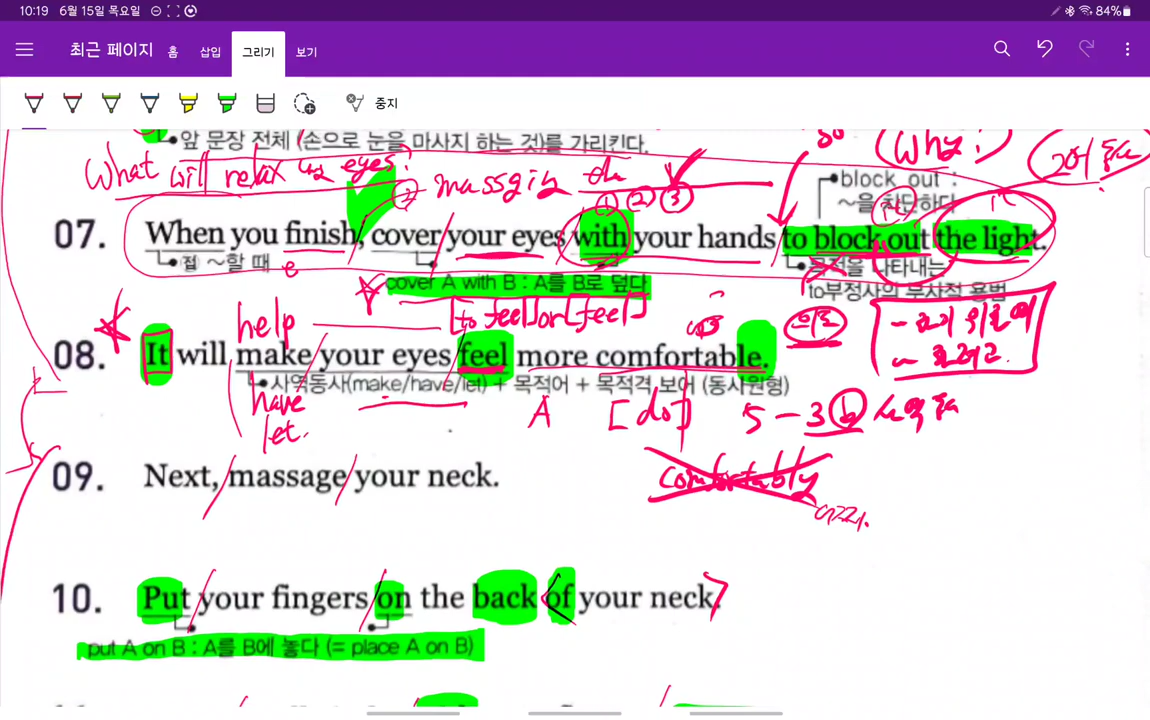 10:19 6월 15일 목요일 84%
최근 페이지 홈 삽입 그리기 보기
중지
앞 문장 전체 (손으로 눈을 마사지 하는 것)를 가리킨다.
so (Why?)
What will relax eyes?
② massgig the
① ② ③
block out :
~을 차단하다
it
07. When you finish, cover your eyes with your hands to block out the light.
접 ~할 때
목적을 나타내는
to부정사의 부사적 용법
cover A with B : A를 B로 덮다
help [to feel] or [feel]
08. It will make your eyes feel more comfortable.
사역동사(make/have/let) + 목적어 + 목적격 보어 (동사원형)
have A [do] 5-3
let.
09. Next, massage your neck.
comfortably
10. Put your fingers on the back of your neck.
put A on B : A를 B에 놓다 (= place A on B)